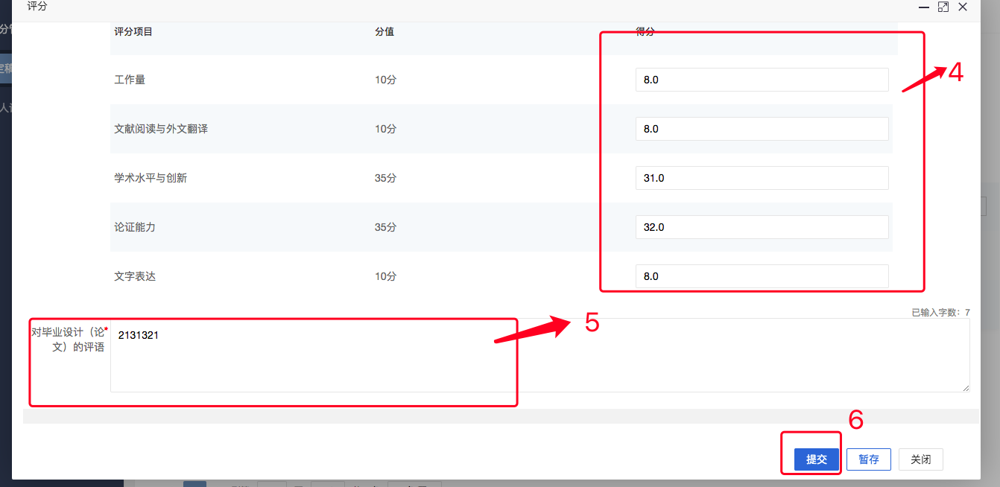 评分
评分项目 分值 得分
4
工作量 10分 8.0
文献阅读与外文翻译 10分 8.0
学术水平与创新 35分 31.0
论证能力 35分 32.0
文字表达 10分 8.0
已输入字数：7
5
对毕业设计（论*
文）的评语
2131321
6
提交 暂存 关闭